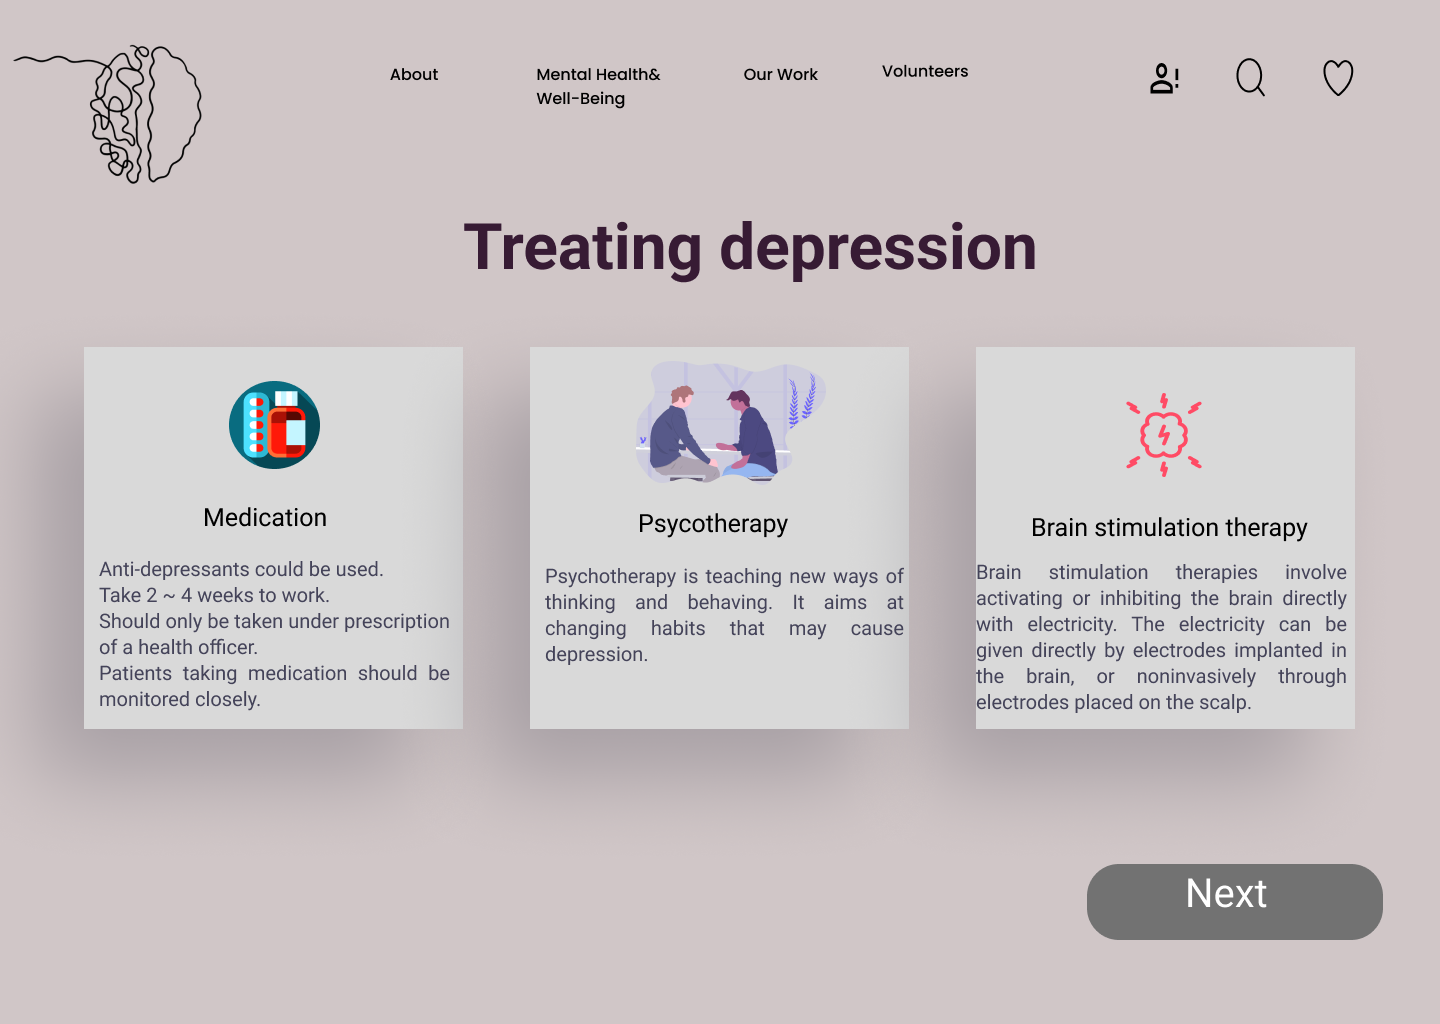 About
Mental Health&
Well-Being
Our Work
Volunteers
Treating depression
Medication
Anti-depressants could be used.
Take 2 ~ 4 weeks to work.
Should only be taken under prescription
of a health officer.
Patients taking medication should be
monitored closely.
Psycotherapy
Psychotherapy is teaching new ways of
thinking and behaving. It aims at
changing habits that may cause
depression.
Brain stimulation therapy
Brain stimulation therapies involve
activating or inhibiting the brain directly
with electricity. The electricity can be
given directly by electrodes implanted in
the brain, or noninvasively through
electrodes placed on the scalp.
Next